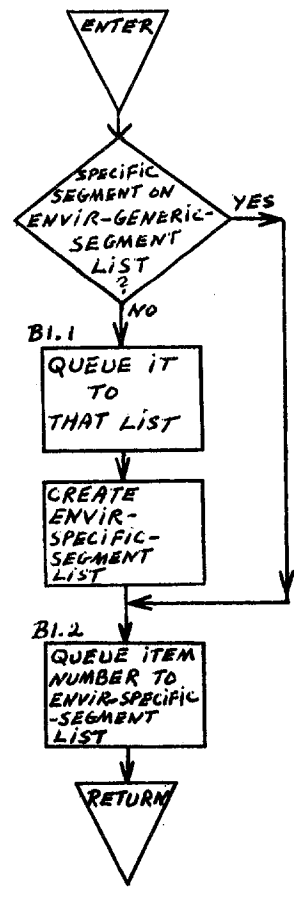 ENTER
SPECIFIC
SEGMENT ON
ENVIR-GENERIC-
SEGMENT
LIST
?
YES
NO
B1.1
QUEUE IT
TO
THAT LIST
CREATE
ENVIR-
SPECIFIC-
SEGMENT
LIST
B1.2
QUEUE ITEM
NUMBER TO
ENVIR-SPECIFIC
-SEGMENT
LIST
RETURN